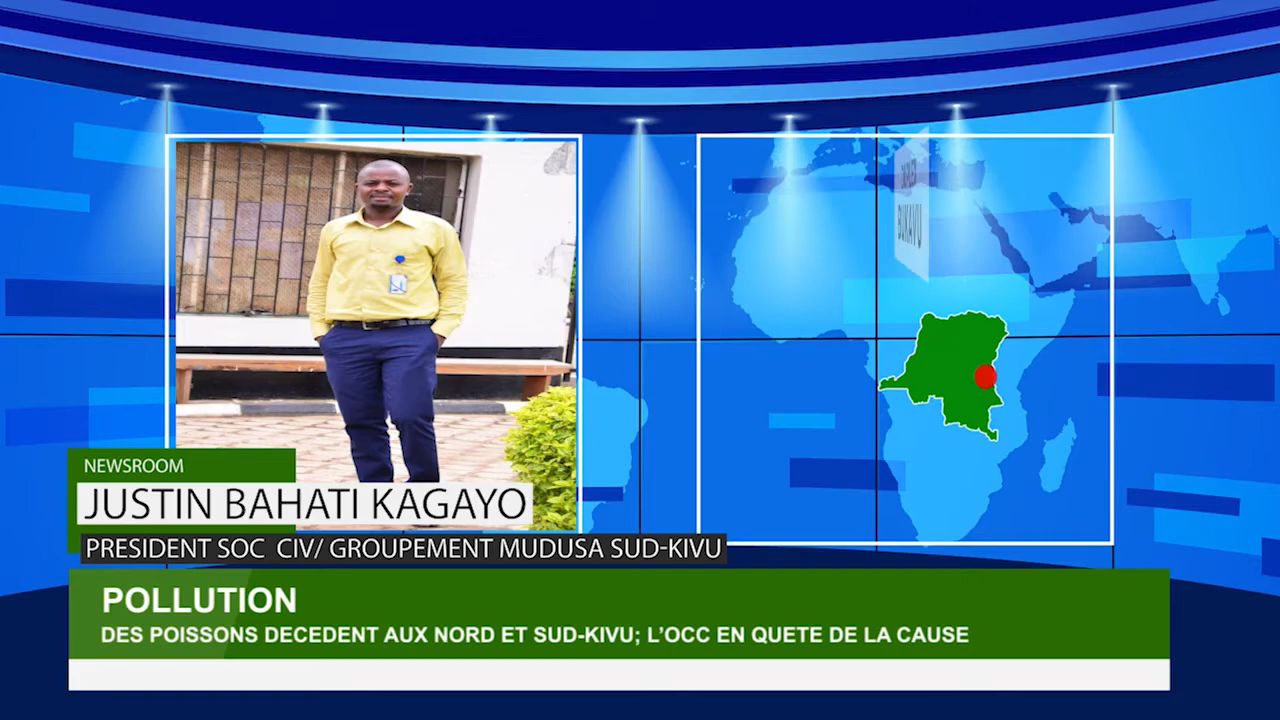 BUKAVU
NEWSROOM
JUSTIN BAHATI KAGAYO
PRESIDENT SOC CIV/ GROUPEMENT MUDUSA SUD-KIVU
POLLUTION
DES POISSONS DECEDENT AUX NORD ET SUD-KIVU; L'OCC EN QUETE DE LA CAUSE